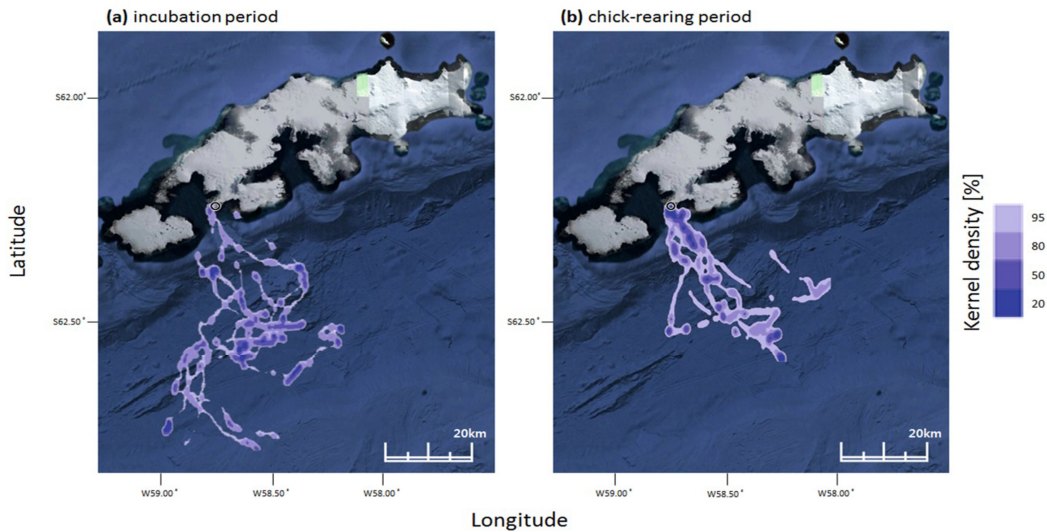 (a) incubation period
(b) chick-rearing period
S62.00°
S62.50°
20km
W59.00°
W58.50°
W58.00°
S62.00°
S62.50°
20km
W59.00°
W58.50°
W58.00°
Latitude
Longitude
Kernel density [%]
95
80
50
20